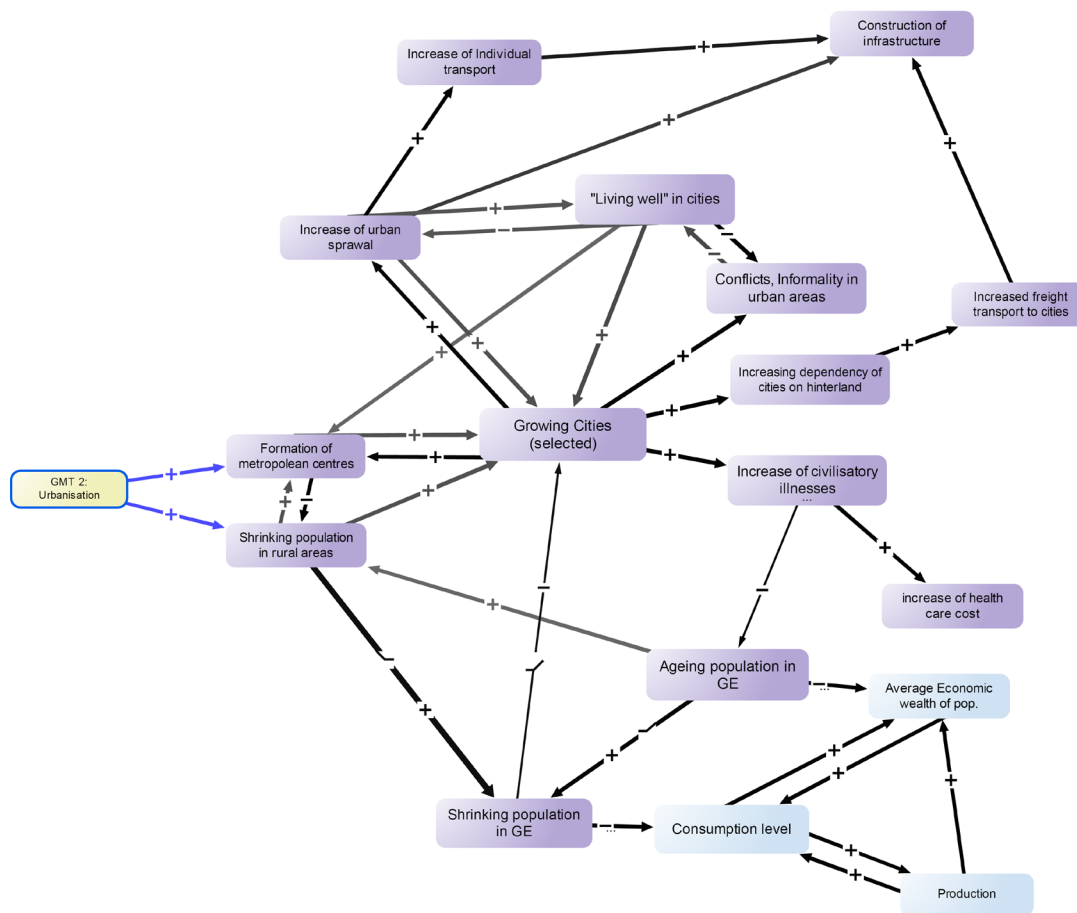 Construction of
infrastructure
Increase of Individual
transport
+
+
+
+
"Living well" in cities
+
Increase of urban
sprawal
−
−
−
Conflicts, Informality in
urban areas
Increased freight
transport to cities
+
+
+
+
+
+
Increasing dependency of
cities on hinterland
+
Growing Cities
(selected)
+
+
Formation of
metropolean centres
+
+
GMT 2:
Urbanisation
+
+
+
−
+
Increase of civilisatory
illnesses
...
Shrinking population
in rural areas
+
−
−
+
increase of health
care cost
−
Ageing population in
GE
−
...
Average Economic
wealth of pop.
+
+
+
+
+
Shrinking population
in GE
−
...
Consumption level
+
+
Production